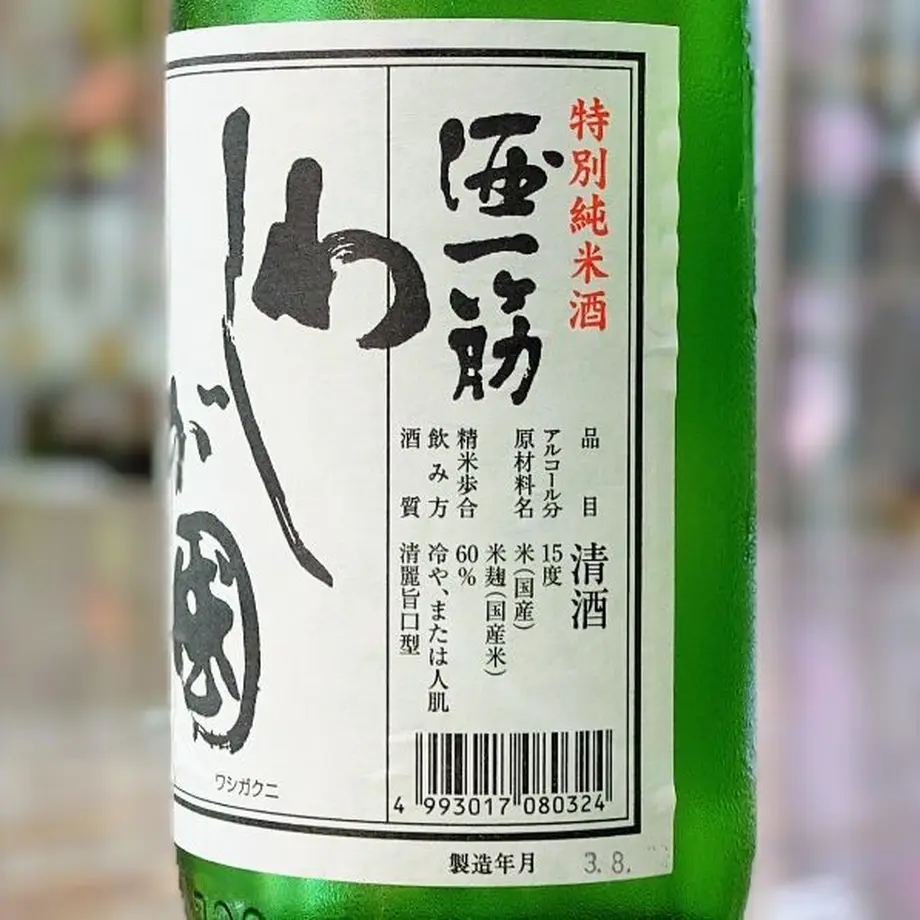 特別純米酒
酒一筋
品目 清酒
アルコール分 15度
原材料名 米(国産)
米麹(国産米)
精米歩合 60%
飲み方 冷や、または人肌
酒質 清麗旨口型
4 993017 080324
わし
が國
ワシガクニ
製造年月 3. 8.